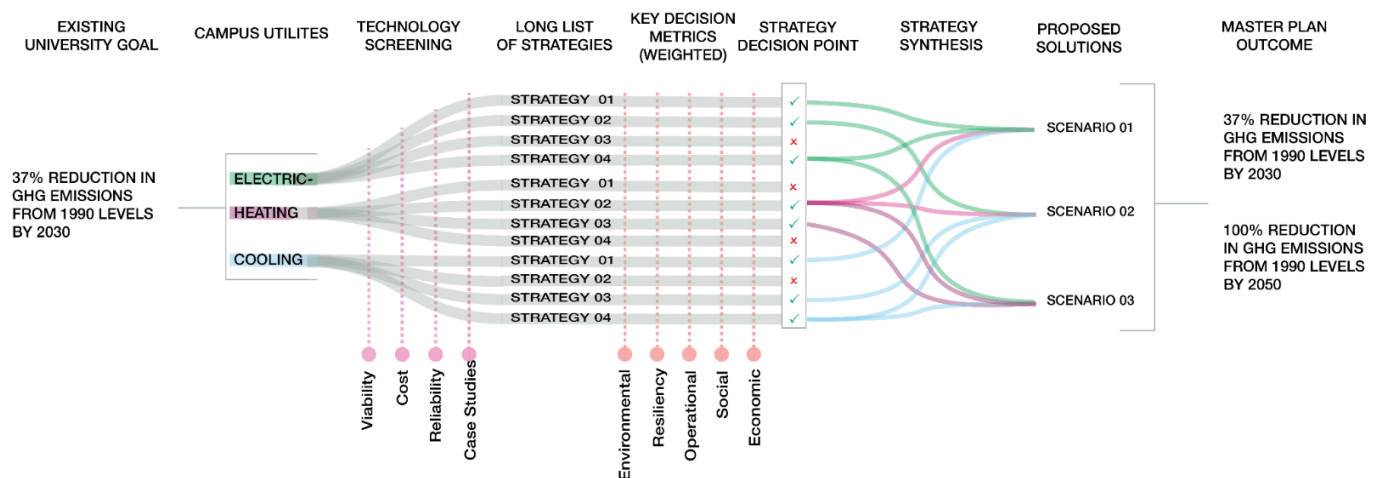 EXISTING
UNIVERSITY GOAL
CAMPUS UTILITES
TECHNOLOGY
SCREENING
LONG LIST
OF STRATEGIES
KEY DECISION
METRICS
(WEIGHTED)
STRATEGY
DECISION POINT
STRATEGY
SYNTHESIS
PROPOSED
SOLUTIONS
MASTER PLAN
OUTCOME
37% REDUCTION IN
GHG EMISSIONS
FROM 1990 LEVELS
BY 2030
ELECTRIC-
HEATING
COOLING
STRATEGY 01
STRATEGY 02
STRATEGY 03
STRATEGY 04
STRATEGY 01
STRATEGY 02
STRATEGY 03
STRATEGY 04
STRATEGY 01
STRATEGY 02
STRATEGY 03
STRATEGY 04
SCENARIO 01
SCENARIO 02
SCENARIO 03
37% REDUCTION IN
GHG EMISSIONS
FROM 1990 LEVELS
BY 2030
100% REDUCTION
IN GHG EMISSIONS
FROM 1990 LEVELS
BY 2050
Viability
Cost
Reliability
Case Studies
Environmental
Resiliency
Operational
Social
Economic